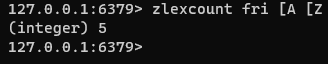 127.0.0.1:6379> zlexcount fri [A [Z
(integer) 5
127.0.0.1:6379>